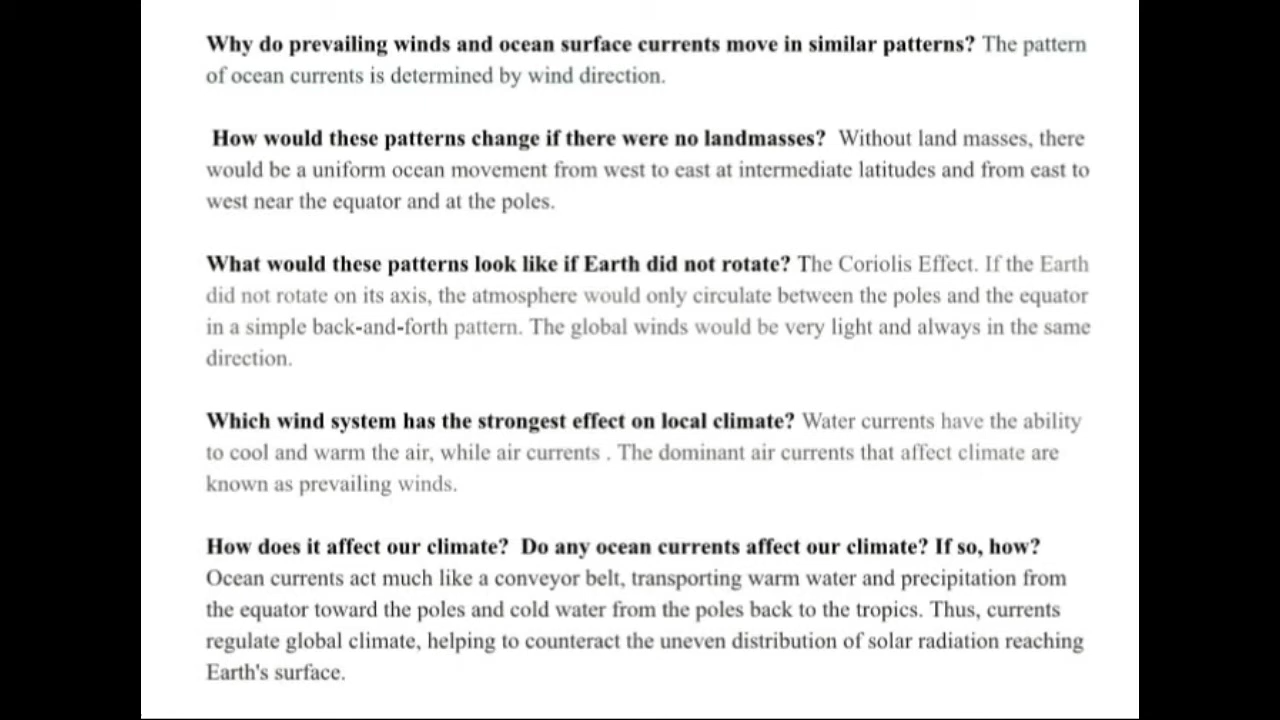 Why do prevailing winds and ocean surface currents move in similar patterns? The pattern
of ocean currents is determined by wind direction.
How would these patterns change if there were no landmasses? Without land masses, there
would be a uniform ocean movement from west to east at intermediate latitudes and from east to
west near the equator and at the poles.
What would these patterns look like if Earth did not rotate? The Coriolis Effect. If the Earth
did not rotate on its axis, the atmosphere would only circulate between the poles and the equator
in a simple back-and-forth pattern. The global winds would be very light and always in the same
direction.
Which wind system has the strongest effect on local climate? Water currents have the ability
to cool and warm the air, while air currents . The dominant air currents that affect climate are
known as prevailing winds.
How does it affect our climate? Do any ocean currents affect our climate? If so, how?
Ocean currents act much like a conveyor belt, transporting warm water and precipitation from
the equator toward the poles and cold water from the poles back to the tropics. Thus, currents
regulate global climate, helping to counteract the uneven distribution of solar radiation reaching
Earth's surface.